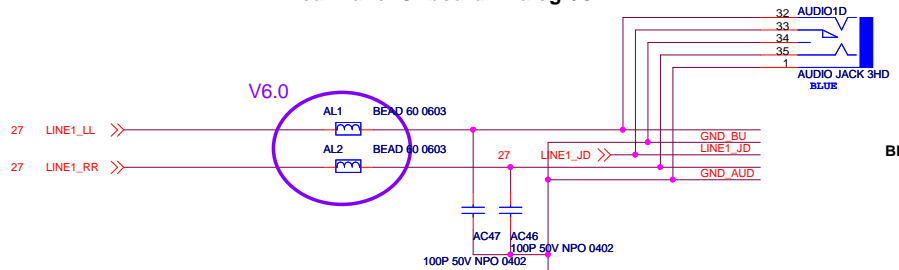 32 AUDIO1D
33
34
35
1
AUDIO JACK 3HD
BLUE
V6.0
AL1 BEAD 60 0603
27 LINE1_LL
AL2 BEAD 60 0603
27 LINE1_RR
27 LINE1_JD
GND_BU
LINE1_JD
GND_AUD
AC47 AC46
100P 50V NPO 0402
100P 50V NPO 0402